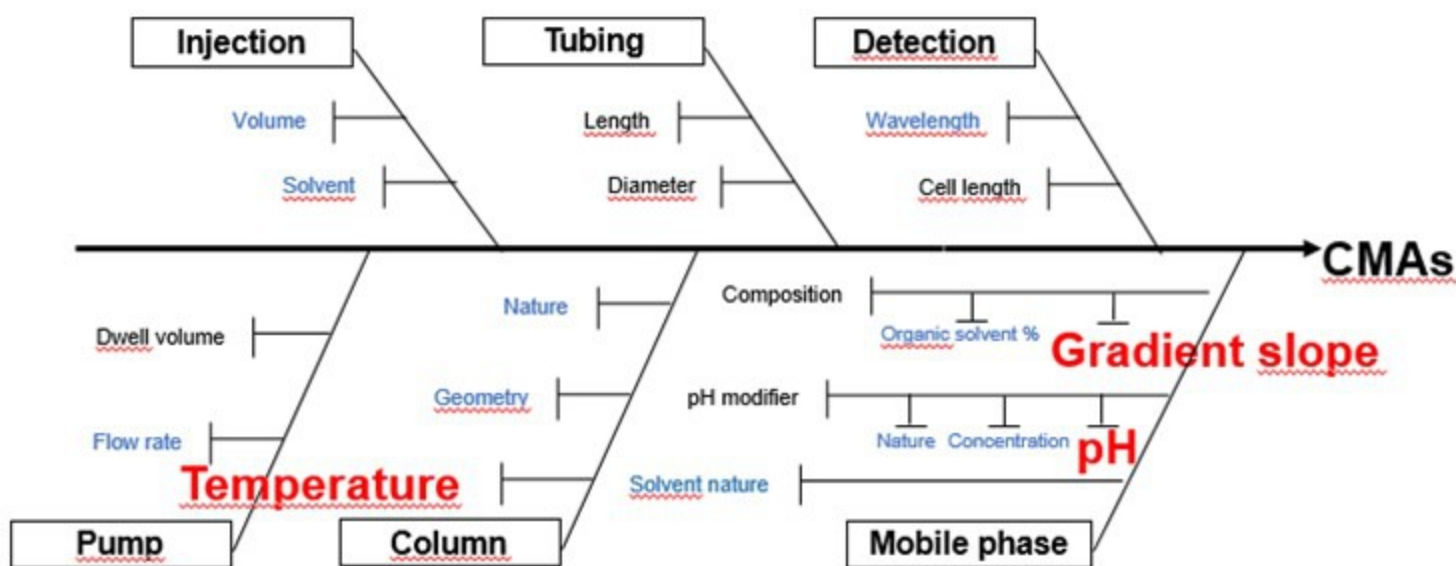 Injection
Tubing
Detection
Volume
Length
Wavelength
Solvent
Diameter
Cell length
CMAs
Nature
Composition
Dwell volume
Organic solvent %
Gradient slope
Geometry
pH modifier
Flow rate
Nature
Concentration
pH
Temperature
Solvent nature
Pump
Column
Mobile phase